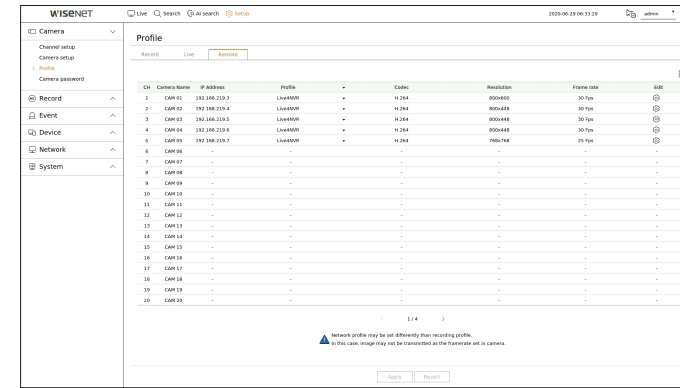 WISENET
Live Search AI search Setup
2020-06-29 06:33:29
admin
Camera
Channel setup
Camera setup
> Profile
Camera password
Record
Event
Device
Network
System
Profile
Record Live Remote
CH Camera Name IP Address Profile Codec Resolution Frame rate Edit
1 CAM 01 192.168.219.3 Live4NVR H.264 800x600 30 Fps
2 CAM 02 192.168.219.4 Live4NVR H.264 800x448 30 Fps
3 CAM 03 192.168.219.5 Live4NVR H.264 800x448 30 Fps
4 CAM 04 192.168.219.6 Live4NVR H.264 800x448 30 Fps
5 CAM 05 192.168.219.7 Live4NVR H.264 768x768 25 Fps
6 CAM 06 - - - - - -
7 CAM 07 - - - - - -
8 CAM 08 - - - - - -
9 CAM 09 - - - - - -
10 CAM 10 - - - - - -
11 CAM 11 - - - - - -
12 CAM 12 - - - - - -
13 CAM 13 - - - - - -
14 CAM 14 - - - - - -
15 CAM 15 - - - - - -
16 CAM 16 - - - - - -
17 CAM 17 - - - - - -
18 CAM 18 - - - - - -
19 CAM 19 - - - - - -
20 CAM 20 - - - - - -
< 1 / 4 >
Network profile may be set differently than recording profile.
In this case, image may not be transmitted as the framerate set in camera.
Apply Revert